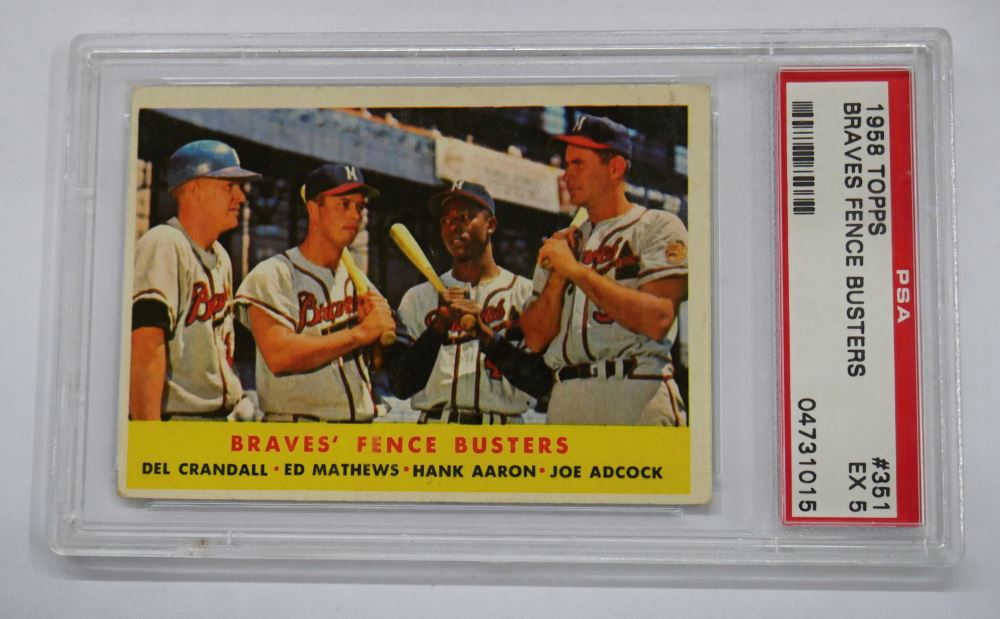 BRAVES' FENCE BUSTERS
DEL CRANDALL • ED MATHEWS • HANK AARON • JOE ADCOCK
M
M
Braves
PSA
1958 TOPPS
#351
BRAVES FENCE BUSTERS
EX 5
04731015